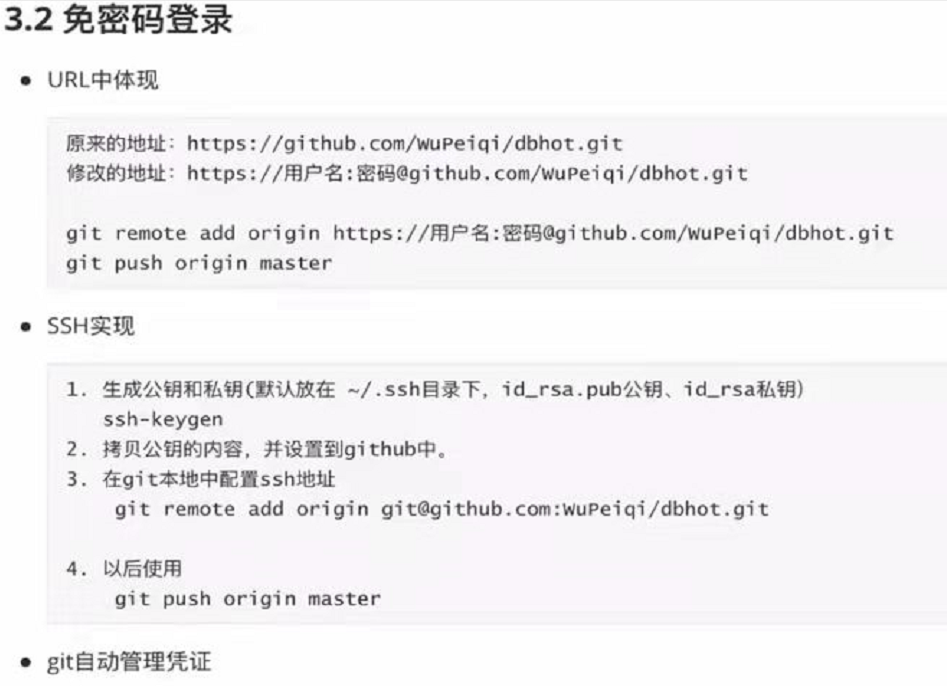 3.2 免密码登录
URL中体现
原来的地址：https://github.com/WuPeiqi/dbhot.git
修改的地址：https://用户名:密码@github.com/WuPeiqi/dbhot.git
git remote add origin https://用户名:密码@github.com/WuPeiqi/dbhot.git
git push origin master
SSH实现
1. 生成公钥和私钥(默认放在 ~/.ssh目录下，id_rsa.pub公钥、id_rsa私钥)
ssh-keygen
2. 拷贝公钥的内容，并设置到github中。
3. 在git本地中配置ssh地址
git remote add origin git@github.com:WuPeiqi/dbhot.git
4. 以后使用
git push origin master
git自动管理凭证